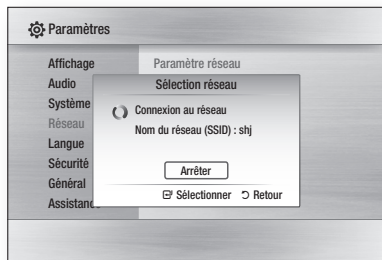 Paramètres
Affichage
Paramètre réseau
Audio
Système
Réseau
Langue
Sécurité
Général
Sélection réseau
Connexion au réseau
Nom du réseau (SSID) : shj
Arrêter
Sélectionner Retour